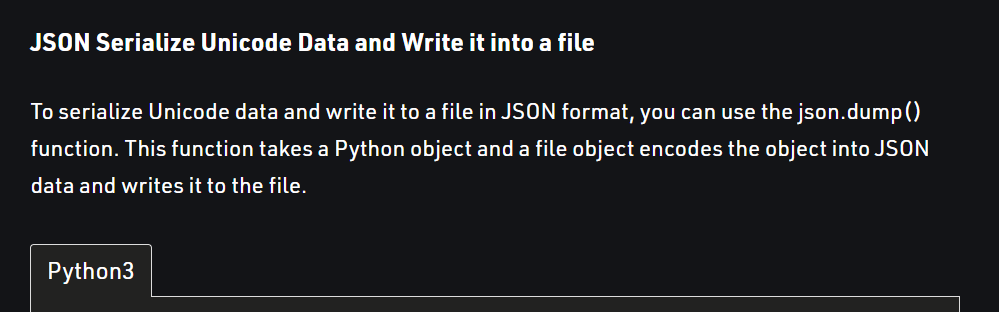 JSON Serialize Unicode Data and Write it into a file
To serialize Unicode data and write it to a file in JSON format, you can use the json.dump()
function. This function takes a Python object and a file object encodes the object into JSON
data and writes it to the file.
Python3